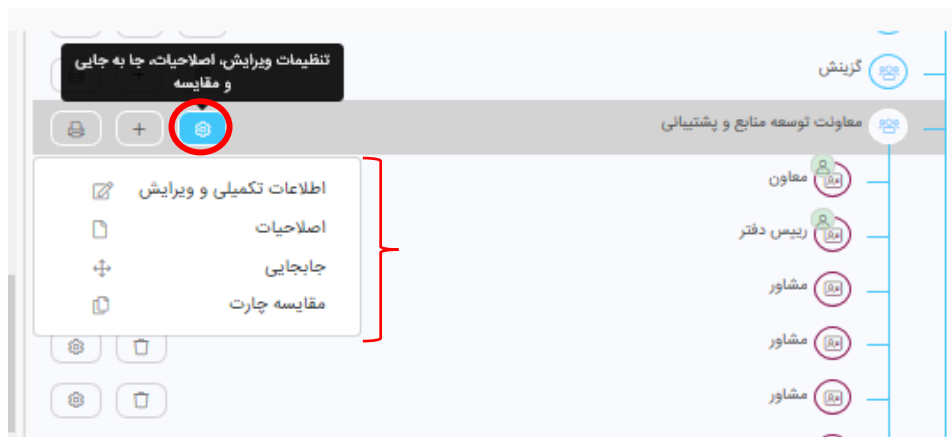 تنظیمات ویرایش، اصلاحیات، جا به جایی
و مقایسه
گزینش
معاونت توسعه منابع و پشتیبانی
اطلاعات تکمیلی و ویرایش
اصلاحیات
جابجایی
مقایسه چارت
معاون
رییس دفتر
مشاور
مشاور
مشاور